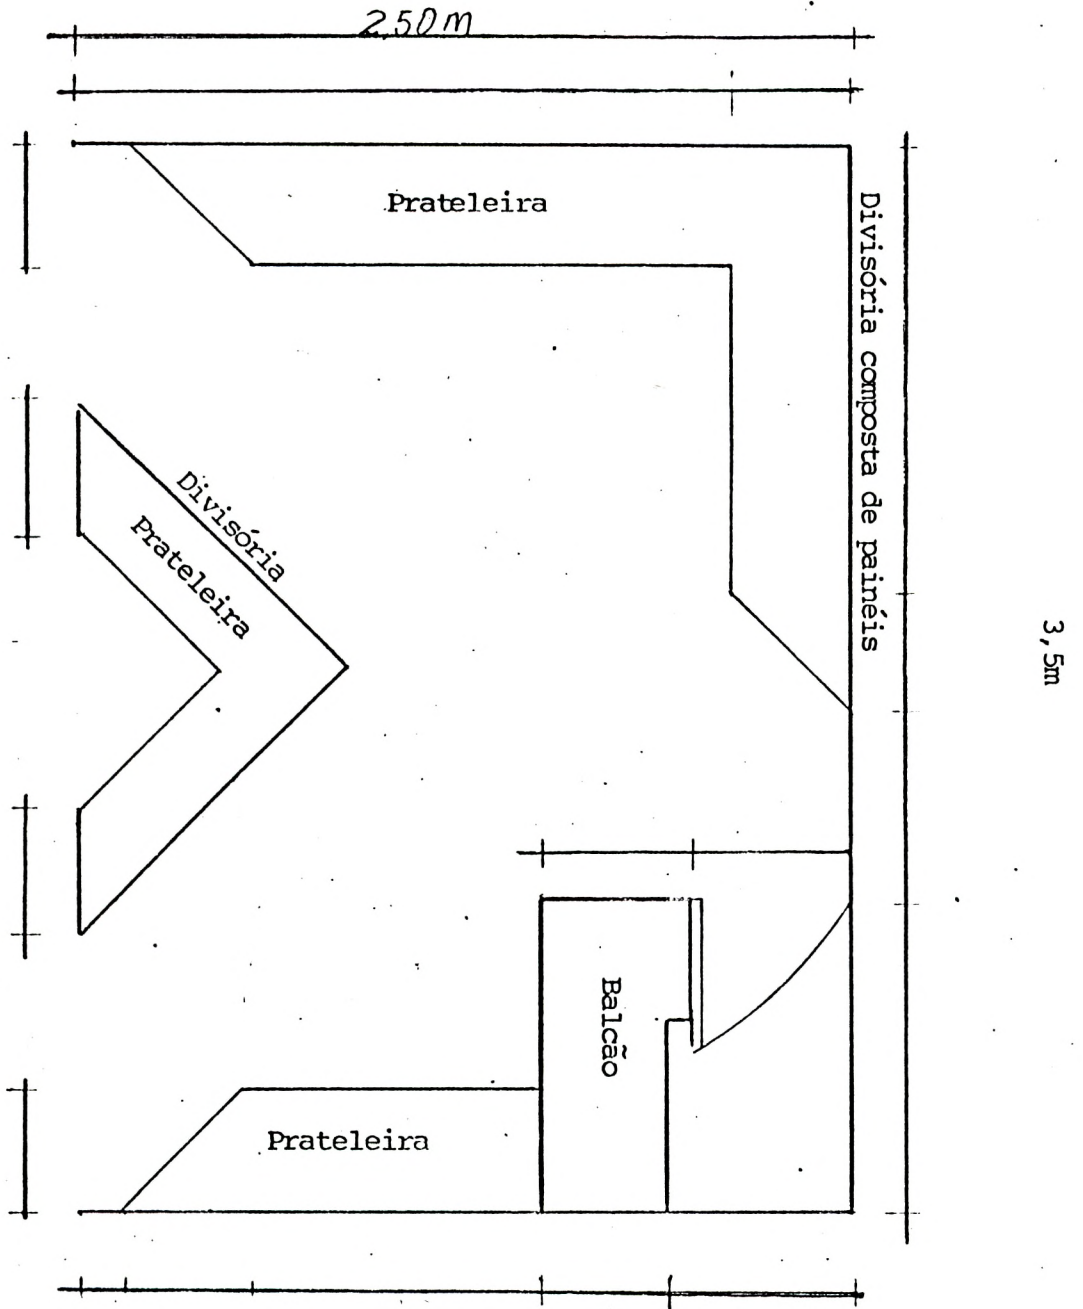 2,50m
Prateleira
Divisória composta de painéis
3,5m
Divisória
Prateleira
Balcão
Prateleira